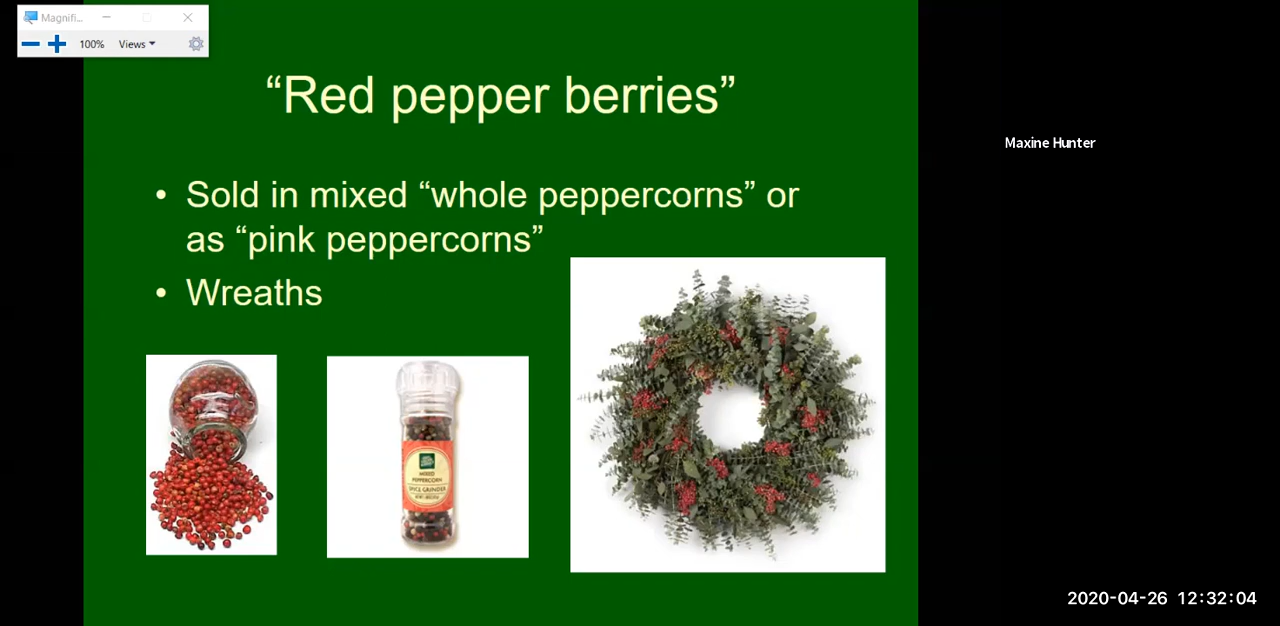 Magnifi...
100% Views
“Red pepper berries”
• Sold in mixed “whole peppercorns” or
as “pink peppercorns”
• Wreaths
MIXED
PEPPERCORN
SPICE GRINDER
Maxine Hunter
2020-04-26 12:32:04